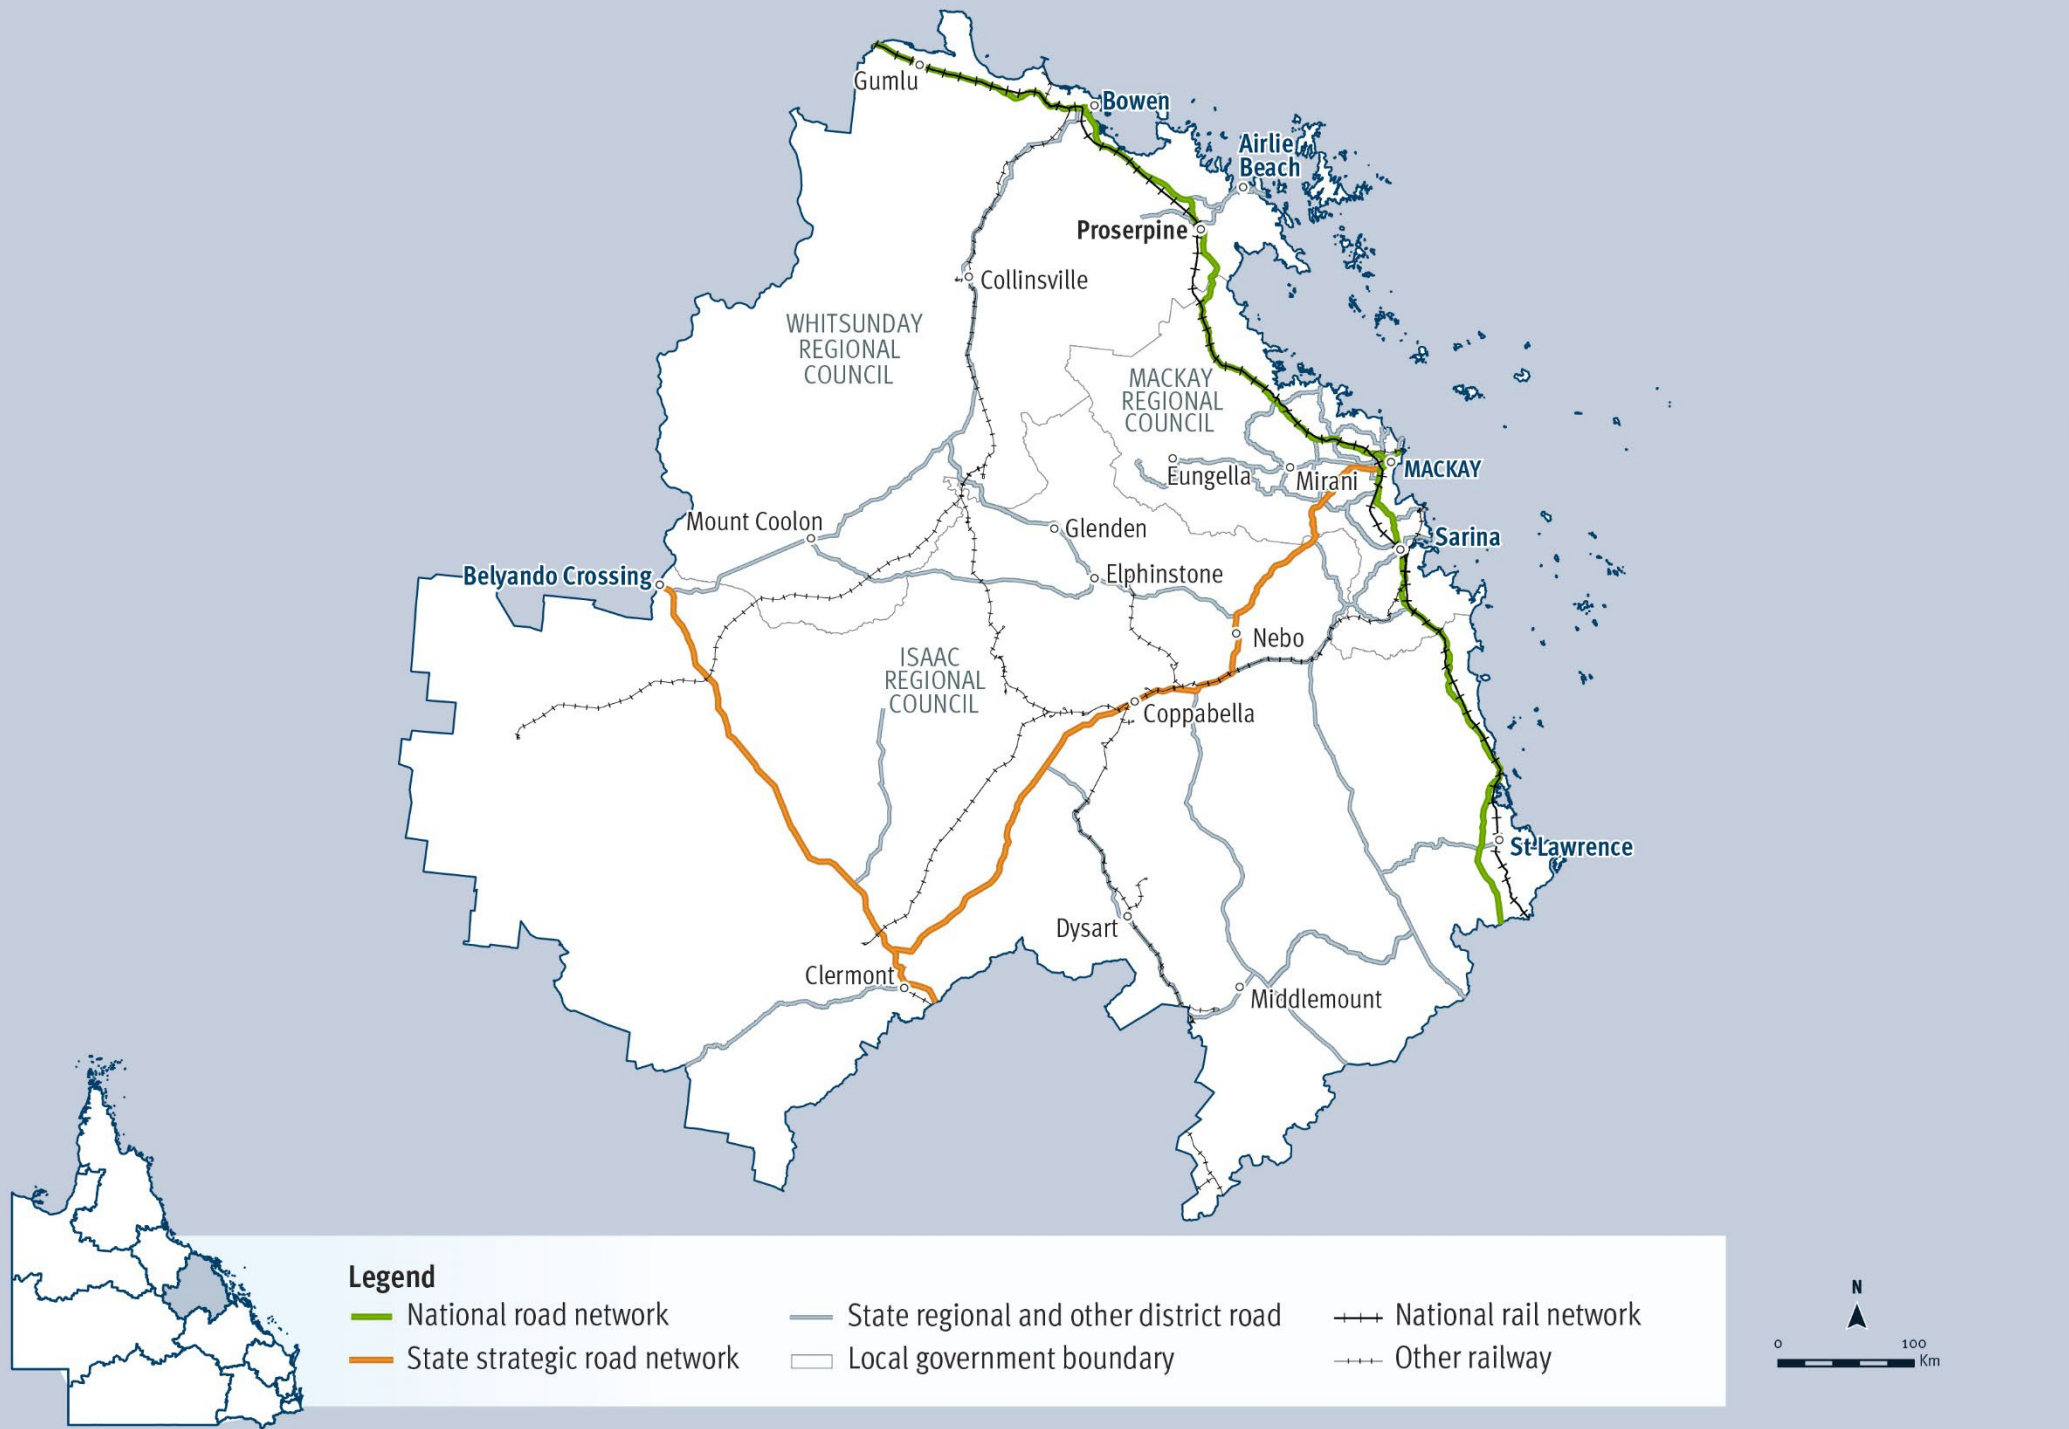 Gumlu
Bowen
Airlie
Beach
Proserpine
Collinsville
WHITSUNDAY
REGIONAL
COUNCIL
MACKAY
REGIONAL
COUNCIL
Eungella
Mirani
MACKAY
Mount Coolon
Glenden
Sarina
Belyando Crossing
Elphinstone
Nebo
ISAAC
REGIONAL
COUNCIL
Coppabella
St Lawrence
Dysart
Clermont
Middlemount
Legend
National road network
State strategic road network
State regional and other district road
Local government boundary
National rail network
Other railway
N
0 100
Km